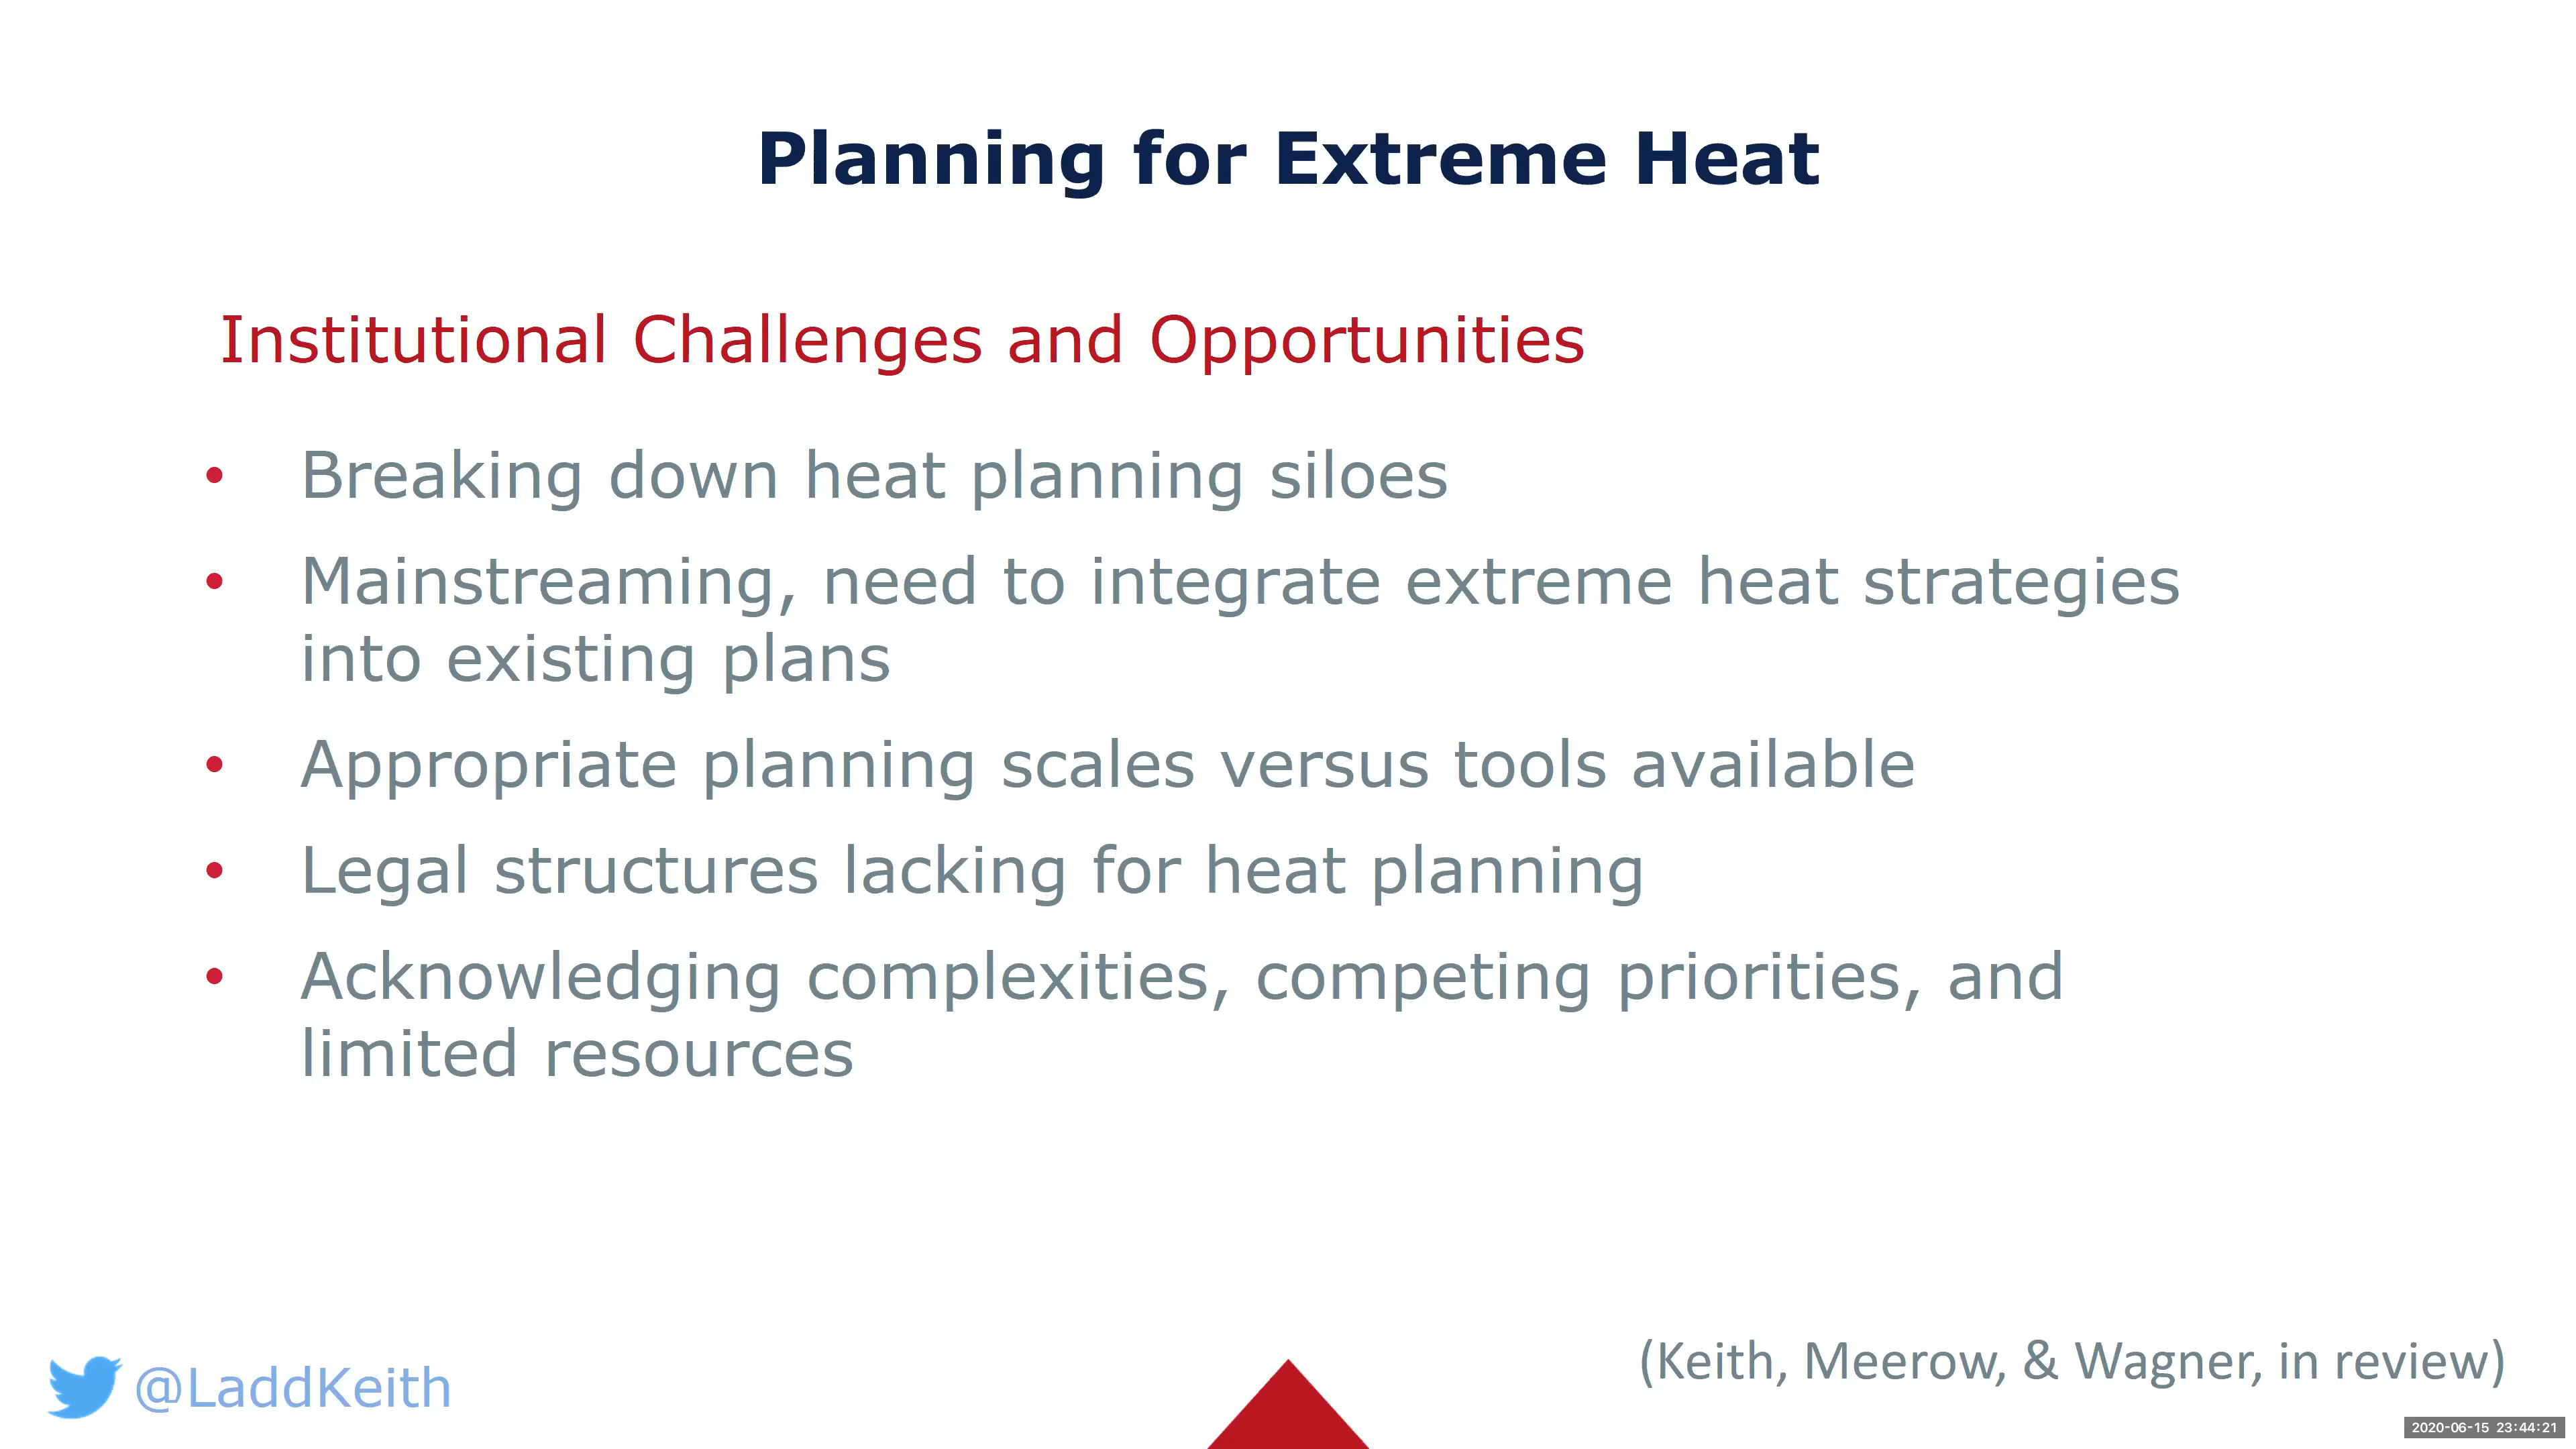 Planning for Extreme Heat
Institutional Challenges and Opportunities
• Breaking down heat planning siloes
• Mainstreaming, need to integrate extreme heat strategies
into existing plans
• Appropriate planning scales versus tools available
• Legal structures lacking for heat planning
• Acknowledging complexities, competing priorities, and
limited resources
@LaddKeith
(Keith, Meerow, & Wagner, in review)
2020-06-15 23:44:21